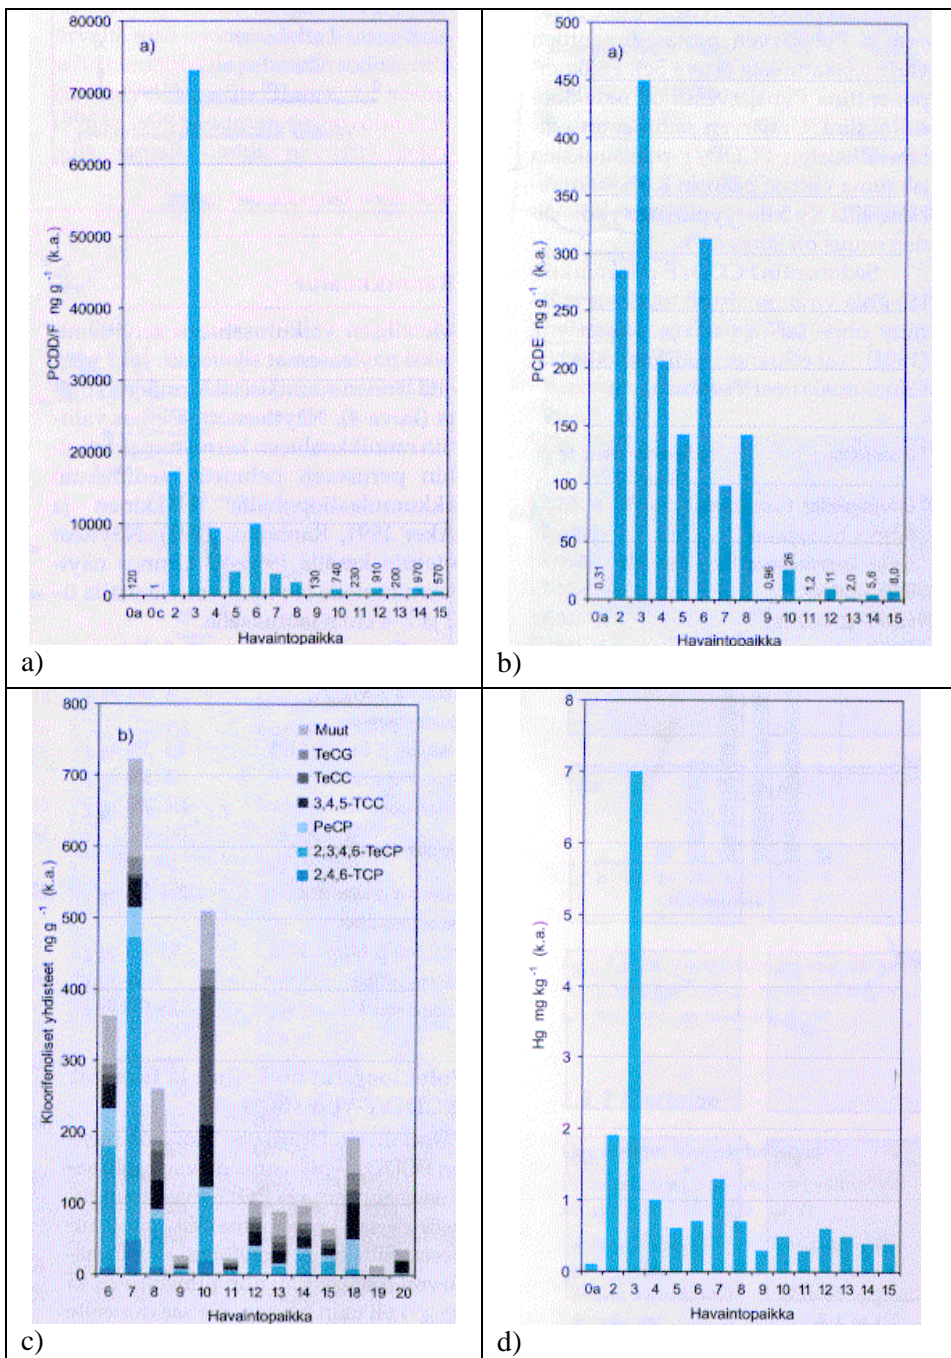 a)
80000
70000
60000
50000
40000
30000
20000
10000
0
PCDD/F ng g⁻¹ (k.a.)
120
1
130
740
230
910
200
970
570
0a 0c 2 3 4 5 6 7 8 9 10 11 12 13 14 15
Havaintopaikka
a)
a)
500
450
400
350
300
250
200
150
100
50
0
PCDE ng g⁻¹ (k.a.)
0,31
0,96
26
1,2
11
2,0
5,6
8,0
0a 2 3 4 5 6 7 8 9 10 11 12 13 14 15
Havaintopaikka
b)
b)
800
700
600
500
400
300
200
100
0
Kloorifenoliset yhdisteet ng g⁻¹ (k.a.)
Muut
TeCG
TeCC
3,4,5-TCC
PeCP
2,3,4,6-TeCP
2,4,6-TCP
6 7 8 9 10 11 12 13 14 15 18 19 20
Havaintopaikka
c)
8
7
6
5
4
3
2
1
0
Hg mg kg⁻¹ (k.a.)
0a 2 3 4 5 6 7 8 9 10 11 12 13 14 15
Havaintopaikka
d)